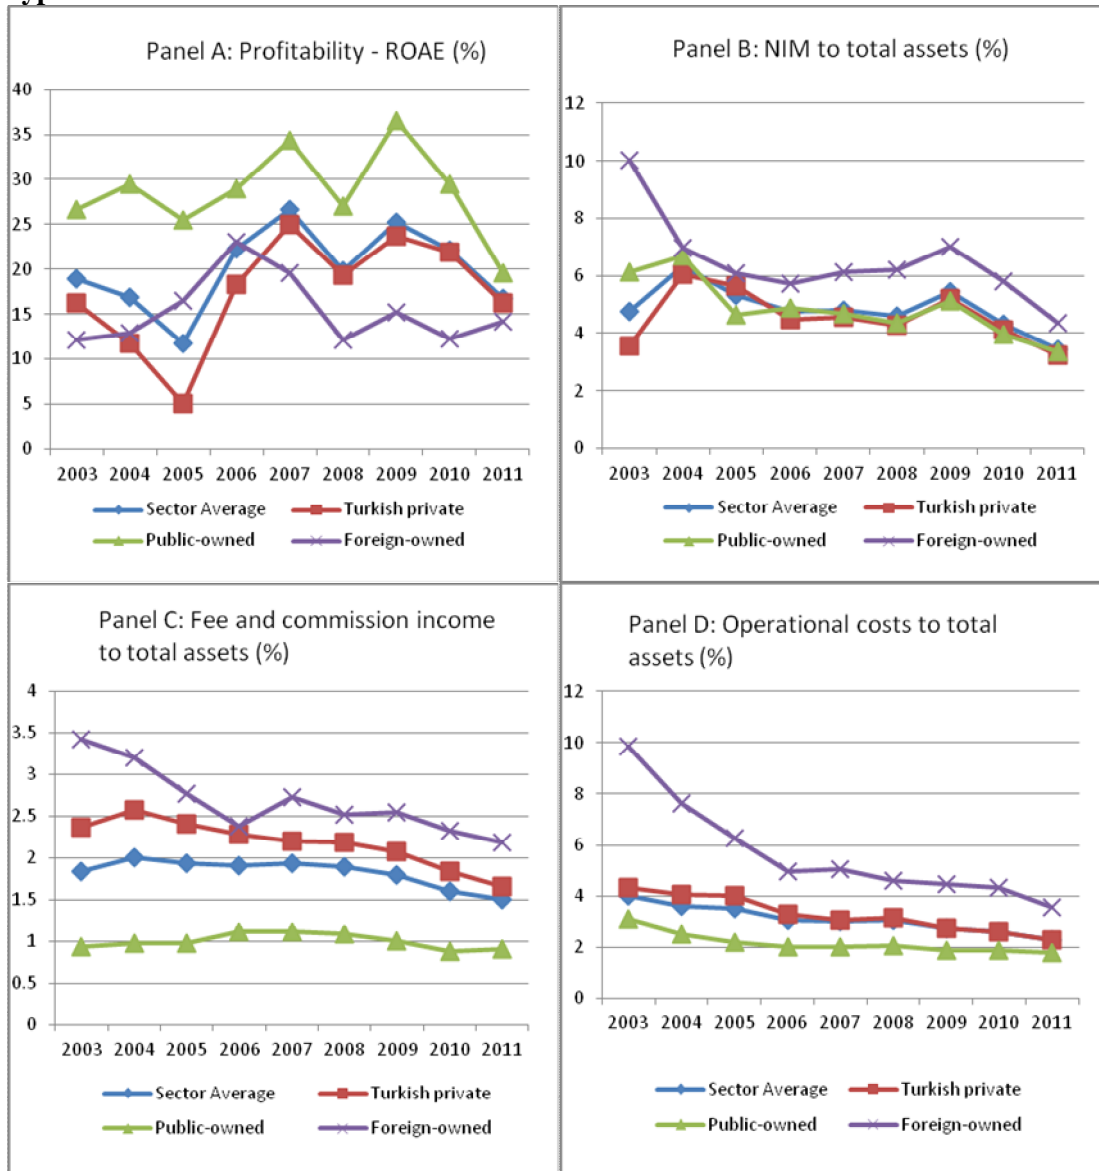 Panel A: Profitability - ROAE (%)
40
35
30
25
20
15
10
5
0
2003 2004 2005 2006 2007 2008 2009 2010 2011
Sector Average Turkish private
Public-owned Foreign-owned
Panel B: NIM to total assets (%)
12
10
8
6
4
2
0
2003 2004 2005 2006 2007 2008 2009 2010 2011
Sector Average Turkish private
Public-owned Foreign-owned
Panel C: Fee and commission income
to total assets (%)
4
3.5
3
2.5
2
1.5
1
0.5
0
2003 2004 2005 2006 2007 2008 2009 2010 2011
Sector Average Turkish private
Public-owned Foreign-owned
Panel D: Operational costs to total
assets (%)
12
10
8
6
4
2
0
2003 2004 2005 2006 2007 2008 2009 2010 2011
Sector Average Turkish private
Public-owned Foreign-owned